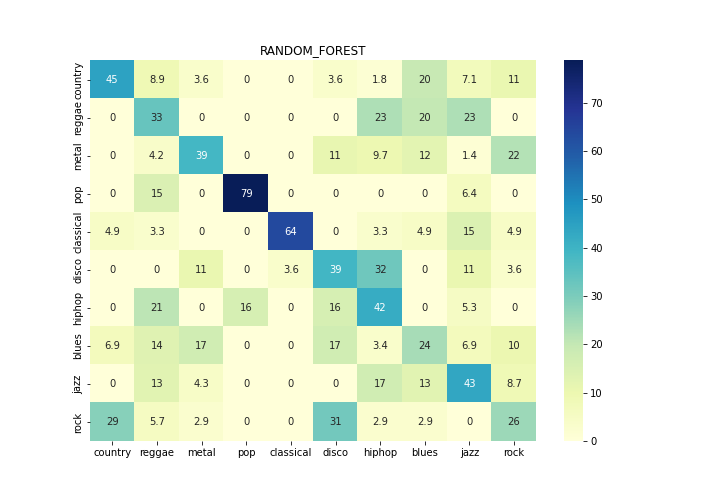 RANDOM_FOREST
country 45 8.9 3.6 0 0 3.6 1.8 20 7.1 11
reggae 0 33 0 0 0 0 23 20 23 0
metal 0 4.2 39 0 0 11 9.7 12 1.4 22
pop 0 15 0 79 0 0 0 0 6.4 0
classical 4.9 3.3 0 0 64 0 3.3 4.9 15 4.9
disco 0 0 11 0 3.6 39 32 0 11 3.6
hiphop 0 21 0 16 0 16 42 0 5.3 0
blues 6.9 14 17 0 0 17 3.4 24 6.9 10
jazz 0 13 4.3 0 0 0 17 13 43 8.7
rock 29 5.7 2.9 0 0 31 2.9 2.9 0 26
country reggae metal pop classical disco hiphop blues jazz rock
70
60
50
40
30
20
10
0